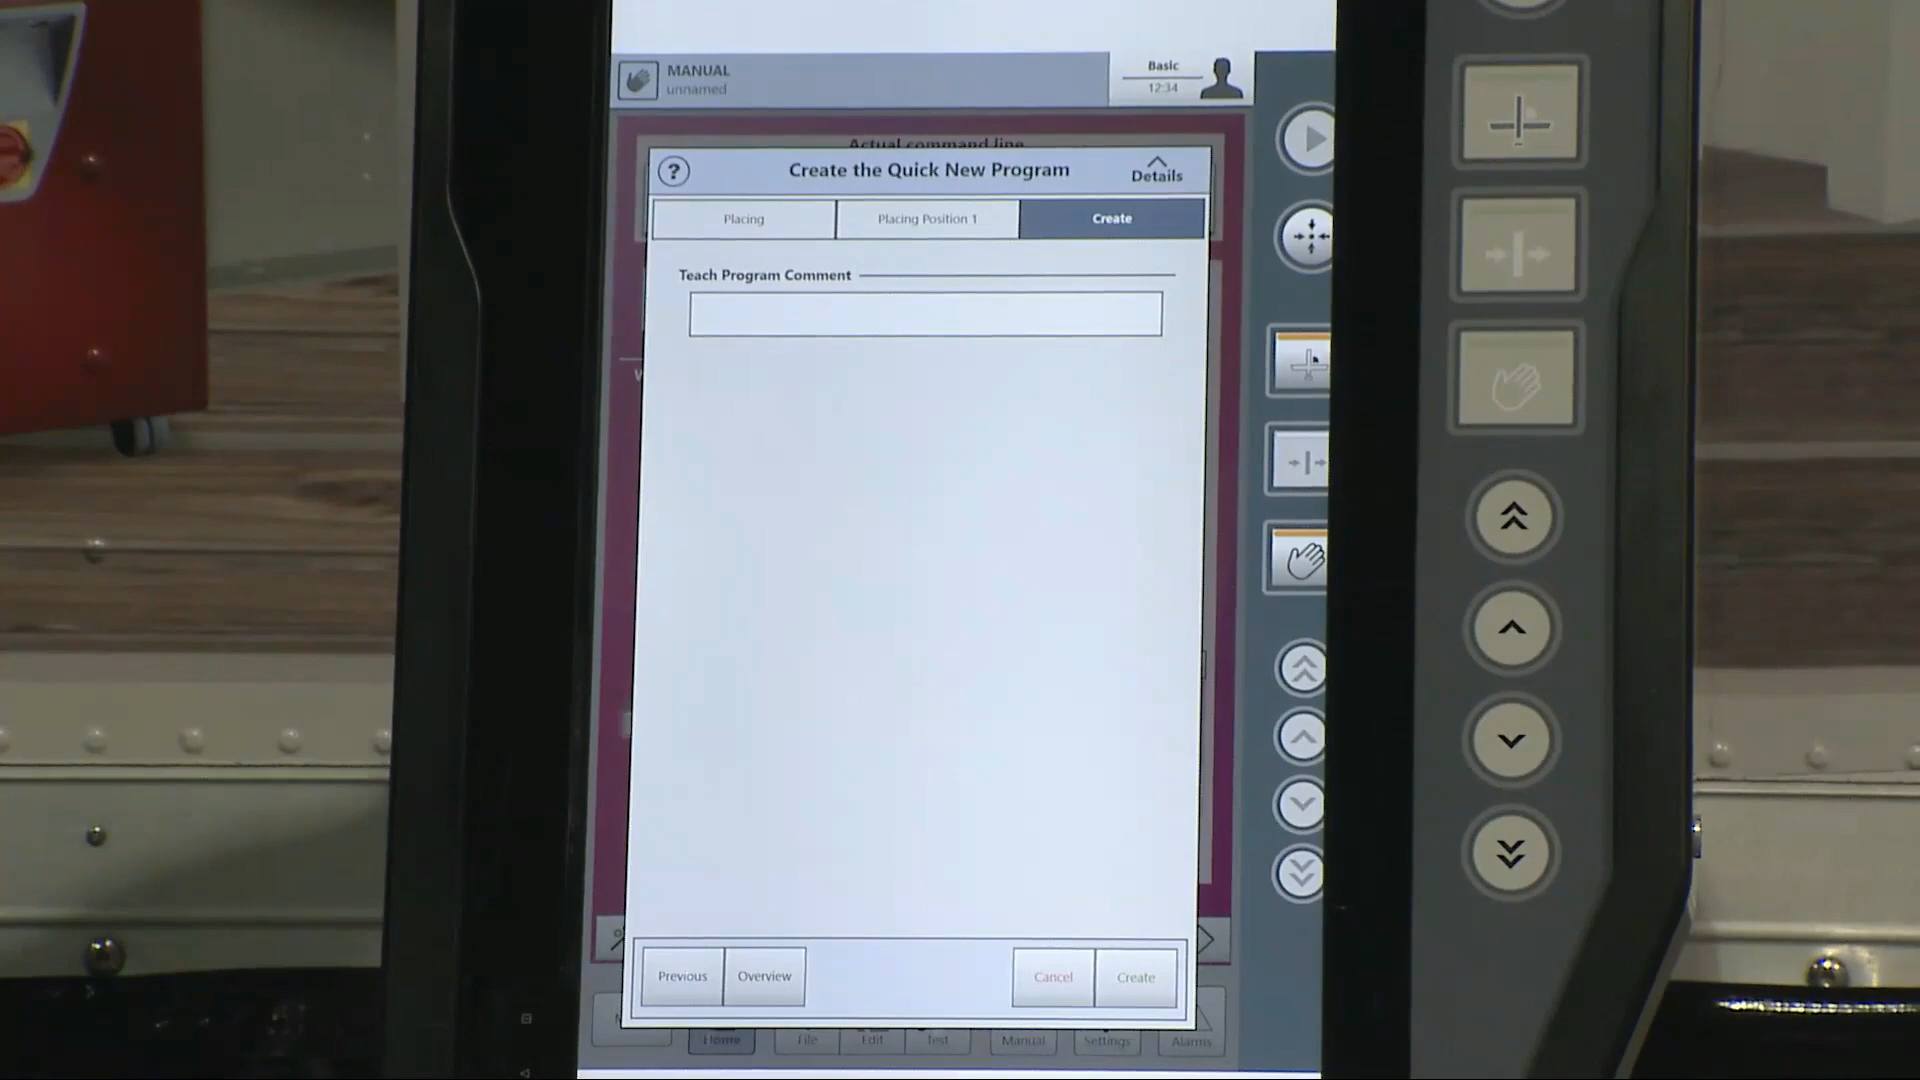 MANUAL
unnamed
Basic
12:34
Actual command line
?
Create the Quick New Program
Details
Placing
Placing Position 1
Create
Teach Program Comment
Previous
Overview
Cancel
Create
Home
File
Edit
Test
Manual
Settings
Alarms